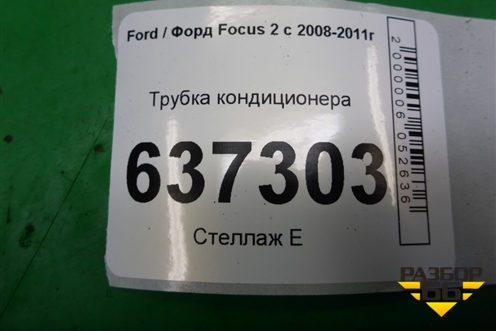 Ford / Форд Focus 2 с 2008-2011г
Трубка кондиционера
637303
Стеллаж Е
2000006052636
РАЗБОР
66